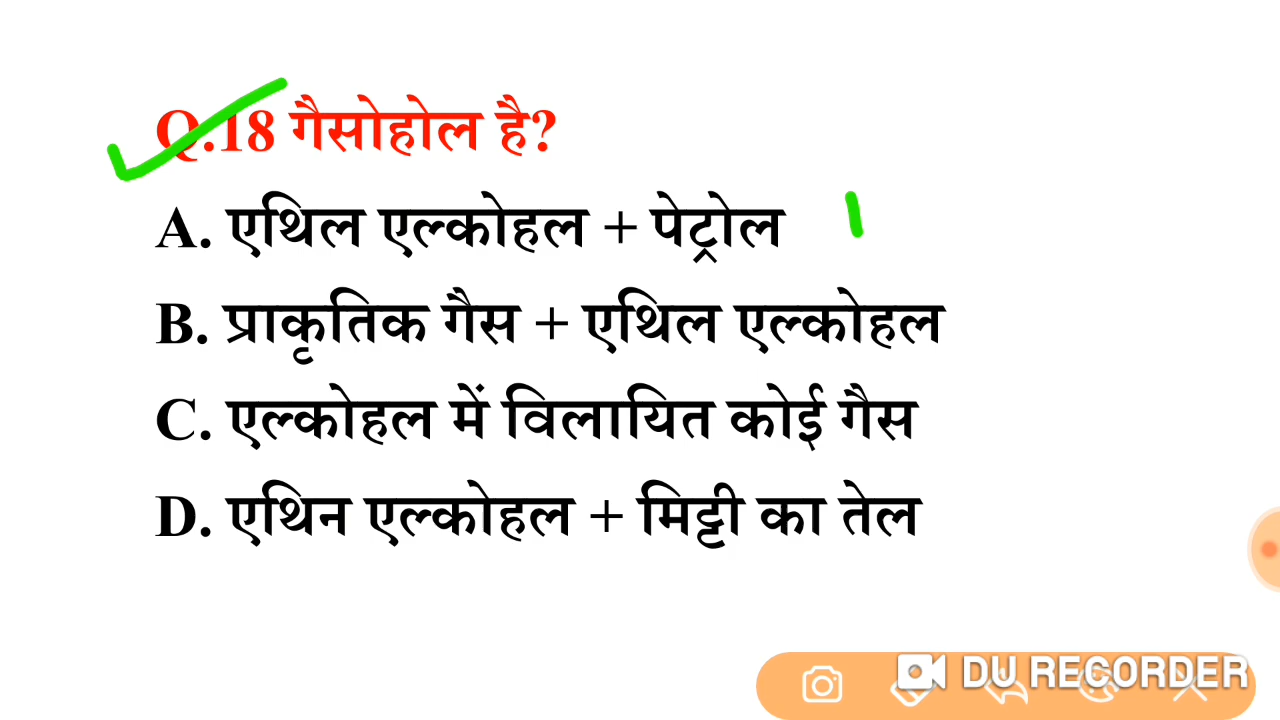 Q.18 गैसोहोल है?
A. एथिल एल्कोहल + पेट्रोल
B. प्राकृतिक गैस + एथिल एल्कोहल
C. एल्कोहल में विलायित कोई गैस
D. एथिन एल्कोहल + मिट्टी का तेल
DU RECORDER